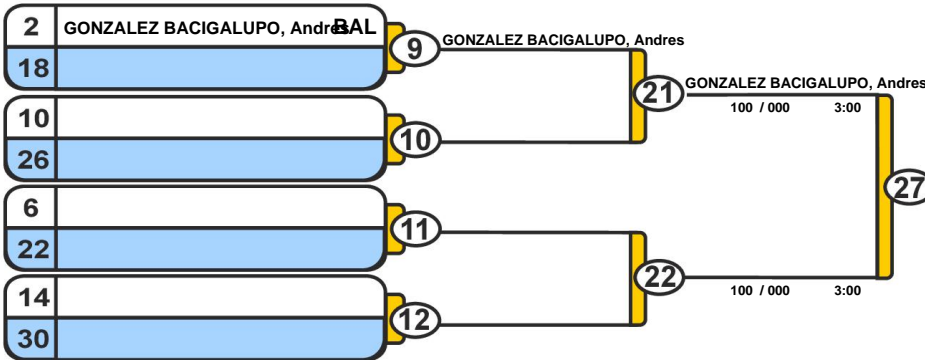 2 GONZALEZ BACIGALUPO, Andres BAL
18
9
GONZALEZ BACIGALUPO, Andres
10
26
10
21
GONZALEZ BACIGALUPO, Andres
100 / 000 3:00
6
22
11
27
14
30
12
22
100 / 000 3:00